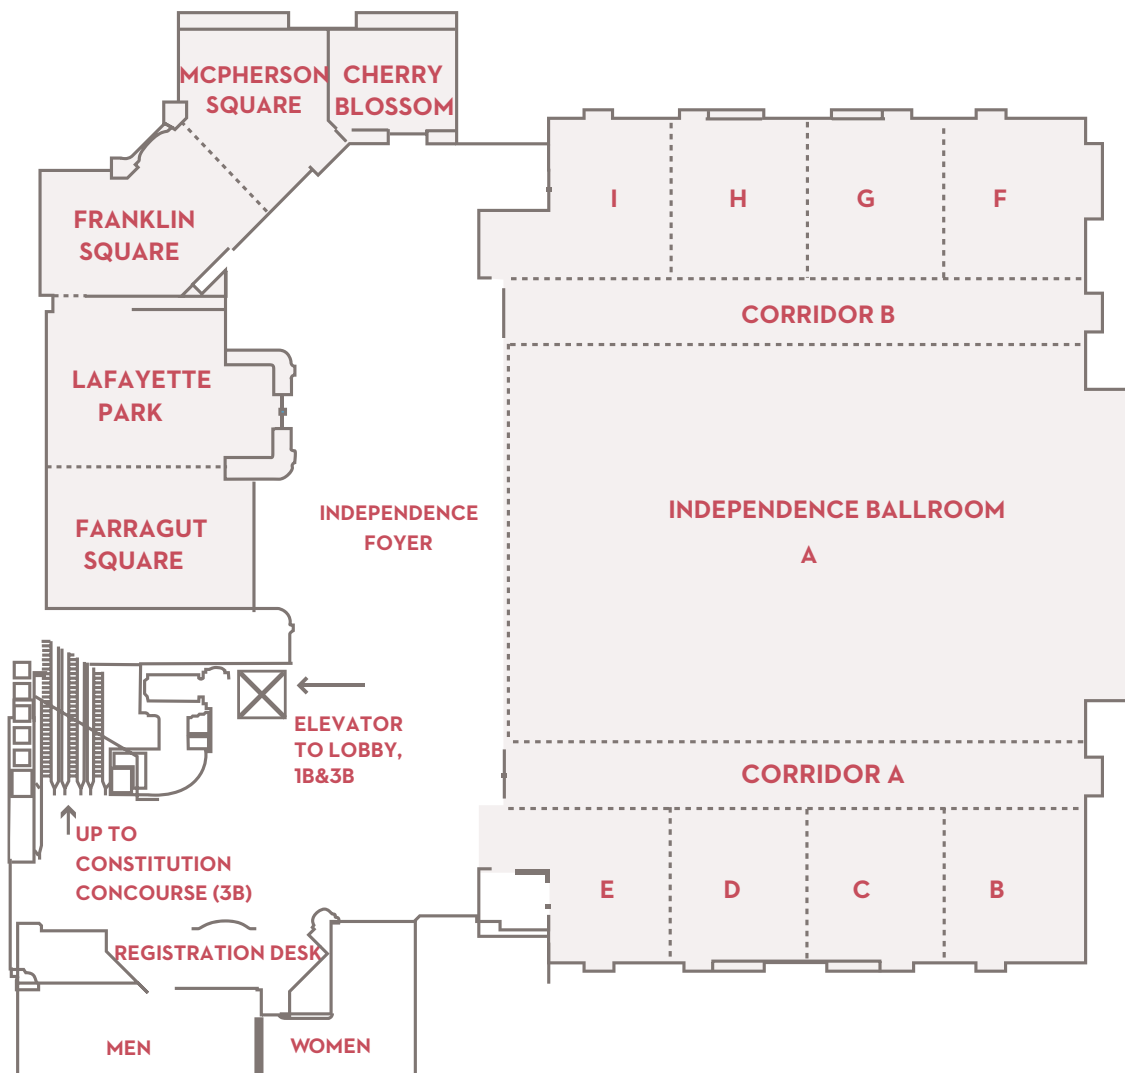 MCPHERSON
SQUARE
CHERRY
BLOSSOM
FRANKLIN
SQUARE
I
H
G
F
CORRIDOR B
LAFAYETTE
PARK
FARRAGUT
SQUARE
INDEPENDENCE
FOYER
INDEPENDENCE BALLROOM
A
ELEVATOR
TO LOBBY,
1B&3B
CORRIDOR A
UP TO
CONSTITUTION
CONCOURSE (3B)
E
D
C
B
REGISTRATION DESK
MEN
WOMEN